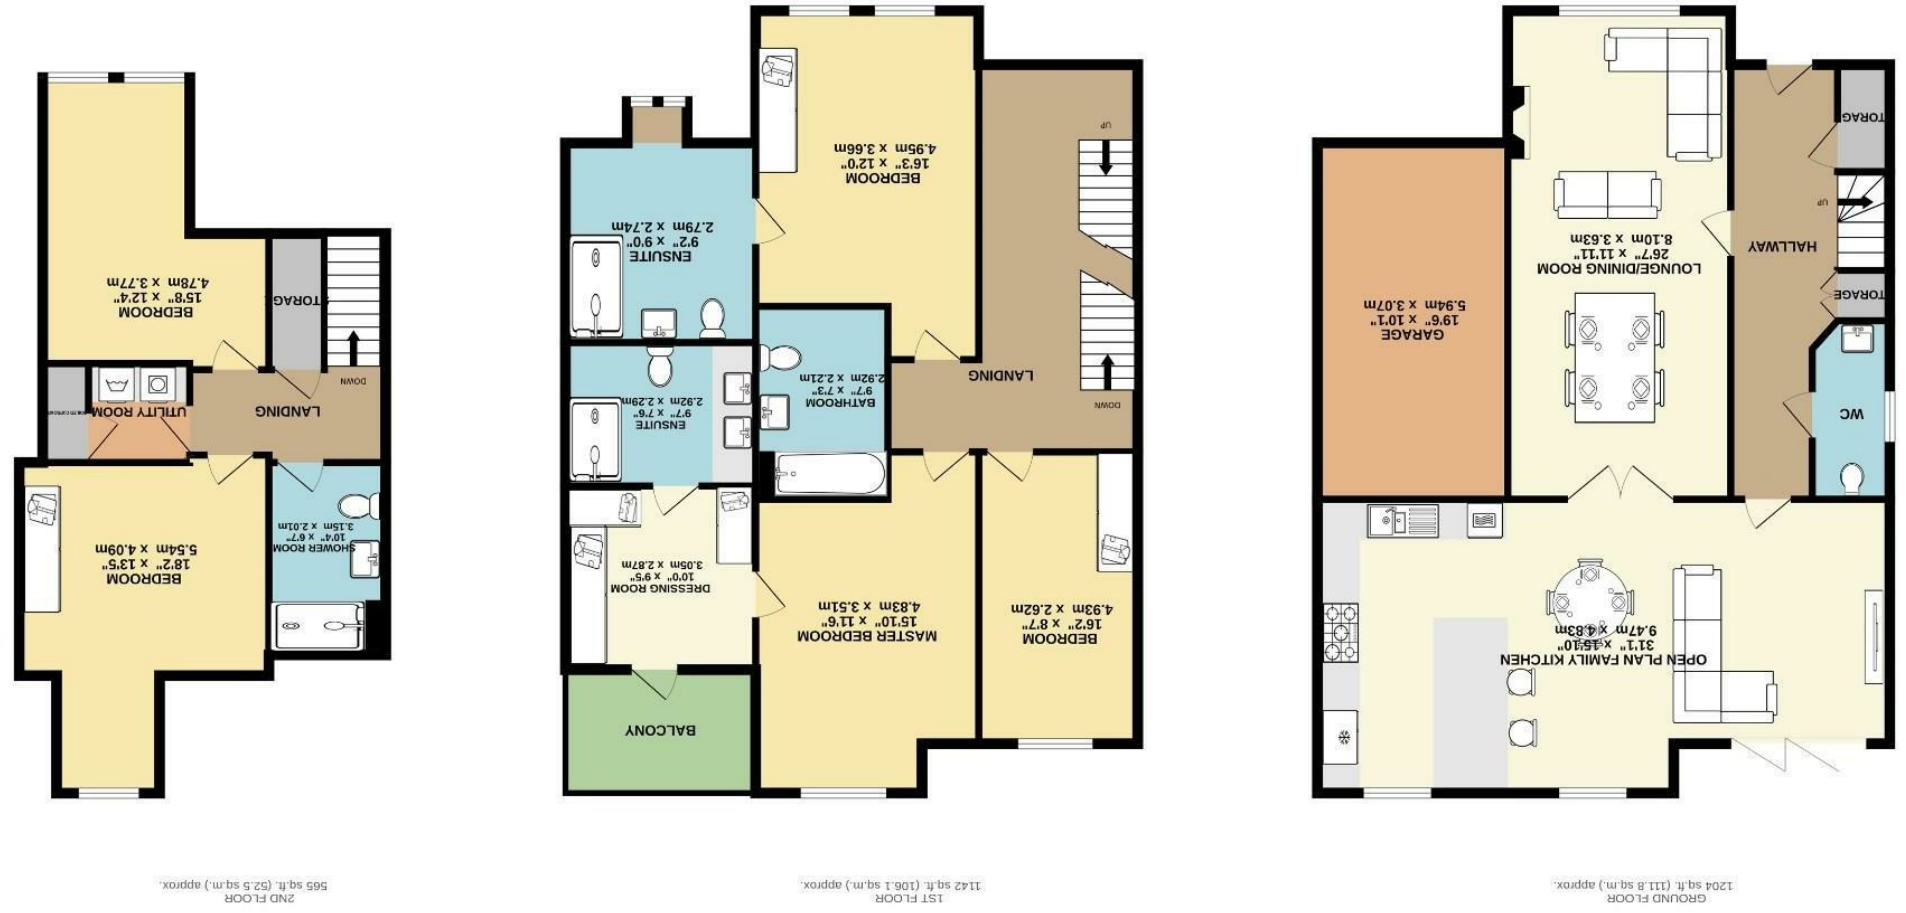 GROUND FLOOR
1204 sq.ft. (111.8 sq.m.) approx.
OPEN PLAN FAMILY KITCHEN
31'1" x 15'10"
9.47m x 4.83m
WC
TORAGE
HALLWAY
UP
TORAG
LOUNGE/DINING ROOM
26'7" x 11'11"
8.10m x 3.63m
GARAGE
19'6" x 10'1"
5.94m x 3.07m
1ST FLOOR
1142 sq.ft. (106.1 sq.m.) approx.
BALCONY
MASTER BEDROOM
15'10" x 11'6"
4.83m x 3.51m
BEDROOM
16'2" x 8'7"
4.93m x 2.62m
DRESSING ROOM
10'0" x 9'5"
3.05m x 2.87m
ENSUITE
9'7" x 7'6"
2.92m x 2.29m
BATHROOM
9'7" x 7'3"
2.92m x 2.21m
LANDING
DOWN
UP
ENSUITE
9'2" x 9'0"
2.79m x 2.74m
BEDROOM
16'3" x 12'0"
4.95m x 3.66m
2ND FLOOR
565 sq.ft. (52.5 sq.m.) approx.
BEDROOM
18'2" x 13'5"
5.54m x 4.09m
SHOWER ROOM
10'4" x 6'7"
3.15m x 2.01m
UTILITY ROOM
LANDING
DOWN
TORAG
BEDROOM
15'8" x 12'4"
4.78m x 3.77m